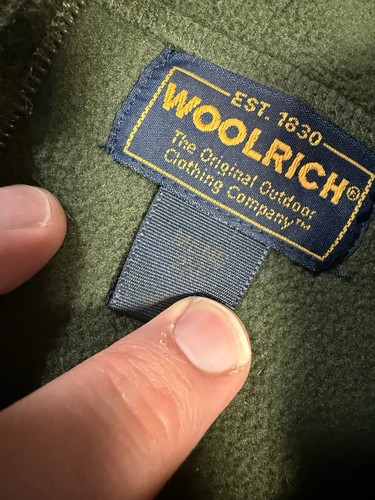 EST. 1830
WOOLRICH®
The Original Outdoor
Clothing Company™